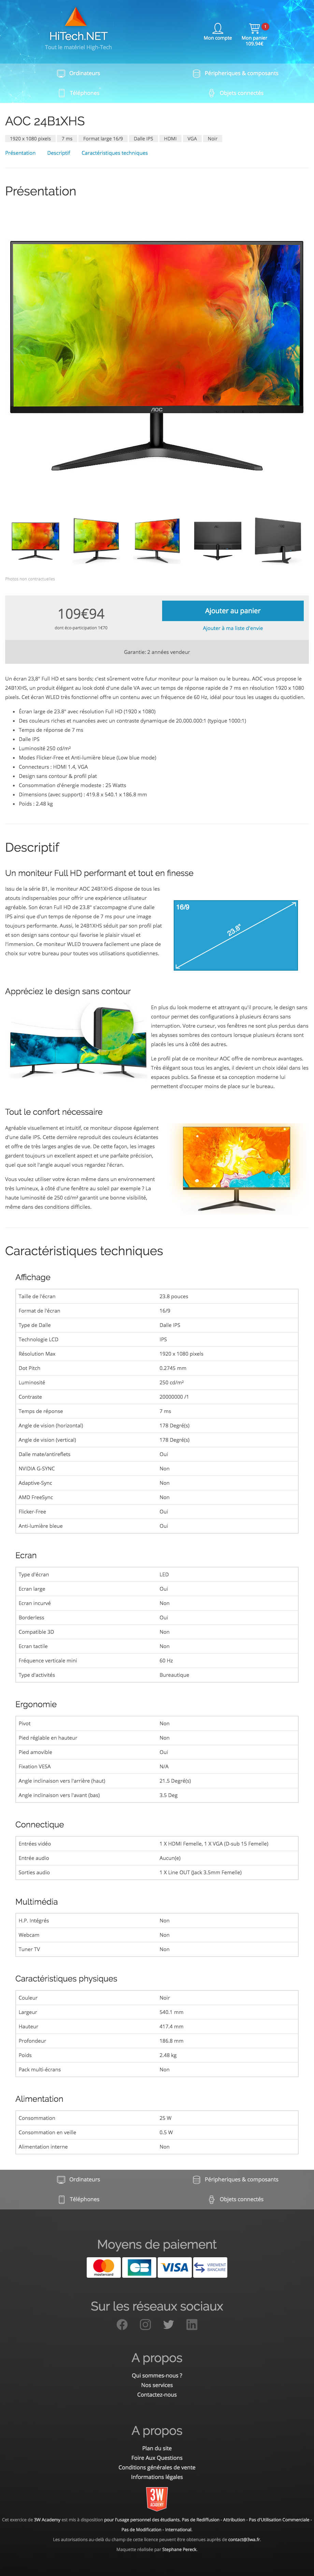 HiTech.NET
Tout le matériel High-Tech
Mon compte
Mon panier
1
109,94€
Ordinateurs
Péripheriques & composants
Téléphones
Objets connectés
AOC 24B1XHS
1920 x 1080 pixels 7 ms Format large 16/9 Dalle IPS HDMI VGA Noir
Présentation Descriptif Caractéristiques techniques
Présentation
AOC
Photos non contractuelles
109€94
dont éco-participation 1€70
Ajouter au panier
Ajouter à ma liste d'envie
Garantie: 2 années vendeur
Un écran 23,8" Full HD et sans bords; c'est sûrement votre futur moniteur pour la maison ou le bureau. AOC vous propose le
24B1XHS, un produit élégant au look doté d'une dalle VA avec un temps de réponse rapide de 7 ms en résolution 1920 x 1080
pixels. Cet écran WLED très fonctionnel offre un contenu avec un fréquence de 60 Hz, idéal pour tous les usages du quotidien.
Écran large de 23.8" avec résolution Full HD (1920 x 1080)
Des couleurs riches et nuancées avec un contraste dynamique de 20.000.000:1 (typique 1000:1)
Temps de réponse de 7 ms
Dalle IPS
Luminosité 250 cd/m²
Modes Flicker-Free et Anti-lumière bleue (Low blue mode)
Connecteurs : HDMI 1.4, VGA
Design sans contour & profil plat
Consommation d'énergie modeste : 25 Watts
Dimensions (avec support) : 419.8 x 540.1 x 186.8 mm
Poids : 2.48 kg
Descriptif
Un moniteur Full HD performant et tout en finesse
Issu de la série B1, le moniteur AOC 24B1XHS dispose de tous les
atouts indispensables pour offrir une expérience utilisateur
agréable. Son écran Full HD de 23.8" s'accompagne d'une dalle
IPS ainsi que d'un temps de réponse de 7 ms pour une image
toujours performante. Aussi, le 24B1XHS séduit par son profil plat
et son design sans contour qui favorise le plaisir visuel et
l'immersion. Ce moniteur WLED trouvera facilement une place de
choix sur votre bureau pour toutes vos utilisations quotidiennes.
16/9
23.8"
Appréciez le design sans contour
En plus du look moderne et attrayant qu'il procure, le design sans
contour permet des configurations à plusieurs écrans sans
interruption. Votre curseur, vos fenêtres ne sont plus perdus dans
les abysses sombres des contours lorsque plusieurs écrans sont
placés les uns à côté des autres.
Le profil plat de ce moniteur AOC offre de nombreux avantages.
Très élégant sous tous les angles, il devient un choix idéal dans les
espaces publics. Sa finesse et sa conception moderne lui
permettent d'occuper moins de place sur le bureau.
Tout le confort nécessaire
Agréable visuellement et intuitif, ce moniteur dispose également
d'une dalle IPS. Cette dernière reproduit des couleurs éclatantes
et offre de très larges angles de vue. De cette façon, les images
gardent toujours un excellent aspect et une parfaite précision,
quel que soit l'angle auquel vous regardez l'écran.
Vous voulez utiliser votre écran même dans un environnement
très lumineux, à côté d'une fenêtre au soleil par exemple ? La
haute luminosité de 250 cd/m² garantit une bonne visibilité,
même dans des conditions difficiles.
Caractéristiques techniques
Affichage
Taille de l'écran 23.8 pouces
Format de l'écran 16/9
Type de Dalle Dalle IPS
Technologie LCD IPS
Résolution Max 1920 x 1080 pixels
Dot Pitch 0.2745 mm
Luminosité 250 cd/m²
Contraste 20000000 /1
Temps de réponse 7 ms
Angle de vision (horizontal) 178 Degré(s)
Angle de vision (vertical) 178 Degré(s)
Dalle mate/antireflets Oui
NVIDIA G-SYNC Non
Adaptive-Sync Non
AMD FreeSync Non
Flicker-Free Oui
Anti-lumière bleue Oui
Ecran
Type d'écran LED
Ecran large Oui
Ecran incurvé Non
Borderless Oui
Compatible 3D Non
Ecran tactile Non
Fréquence verticale mini 60 Hz
Type d'activités Bureautique
Ergonomie
Pivot Non
Pied réglable en hauteur Non
Pied amovible Oui
Fixation VESA N/A
Angle inclinaison vers l'arrière (haut) 21.5 Degré(s)
Angle inclinaison vers l'avant (bas) 3.5 Deg
Connectique
Entrées vidéo 1 X HDMI Femelle, 1 X VGA (D-sub 15 Femelle)
Entrée audio Aucun(e)
Sorties audio 1 X Line OUT (Jack 3.5mm Femelle)
Multimédia
H.P. Intégrés Non
Webcam Non
Tuner TV Non
Caractéristiques physiques
Couleur Noir
Largeur 540.1 mm
Hauteur 417.4 mm
Profondeur 186.8 mm
Poids 2.48 kg
Pack multi-écrans Non
Alimentation
Consommation 25 W
Consommation en veille 0.5 W
Alimentation interne Non
Ordinateurs
Péripheriques & composants
Téléphones
Objets connectés
Moyens de paiement
mastercard CB VISA VIREMENT BANCAIRE
Sur les réseaux sociaux
A propos
Qui sommes-nous ?
Nos services
Contactez-nous
A propos
Plan du site
Foire Aux Questions
Conditions générales de vente
Informations légales
3W
ACADEMY
Cet exercice de 3W Academy est mis à disposition pour l'usage personnel des étudiants. Pas de Rediffusion - Attribution - Pas d'Utilisation Commerciale -
Pas de Modification - International.
Les autorisations au-delà du champ de cette licence peuvent être obtenues auprès de contact@3wa.fr.
Maquette réalisée par Stephane Pereck.